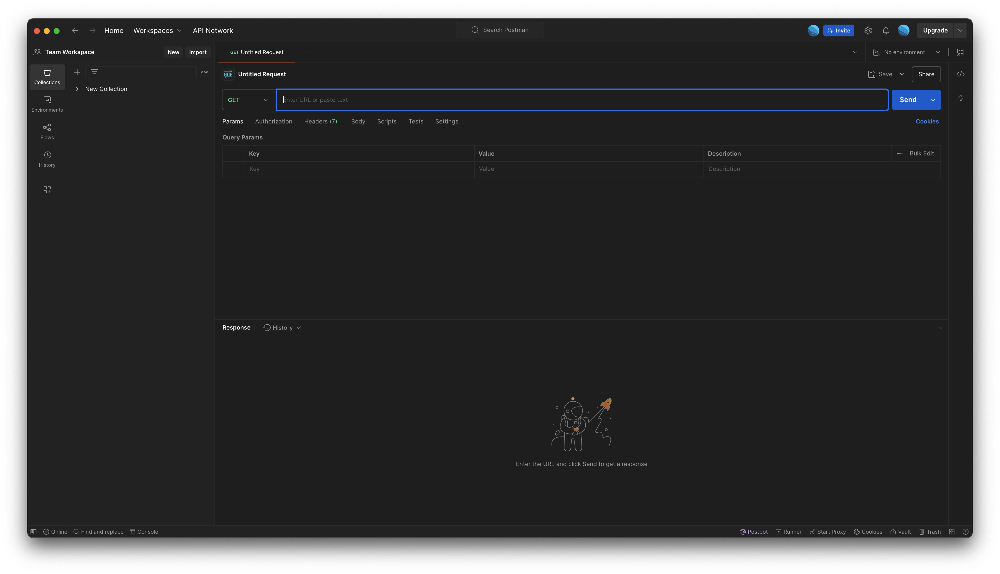 Home Workspaces API Network Search Postman Invite Upgrade
Team Workspace New Import GET Untitled Request No environment
Collections
Environments
Flows
History
New Collection
HTTP Untitled Request Save Share
GET Enter URL or paste text Send
Params Authorization Headers (7) Body Scripts Tests Settings Cookies
Query Params
Key Value Description Bulk Edit
Key Value Description
Response History
Enter the URL and click Send to get a response
Online Find and replace Console Postbot Runner Start Proxy Cookies Vault Trash